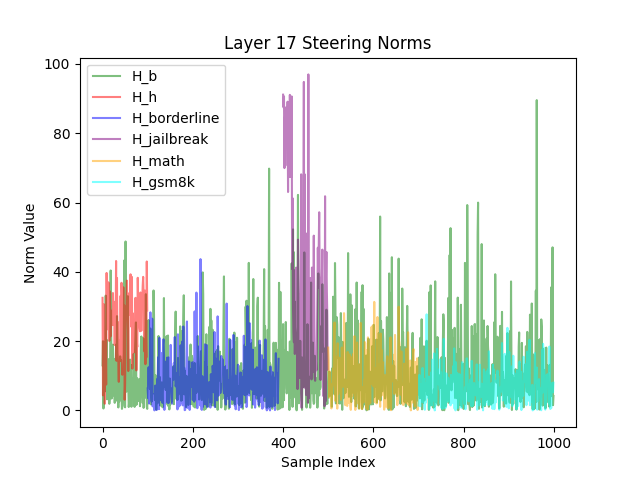 Layer 17 Steering Norms
100
80
60
40
20
0
Norm Value
H_b
H_h
H_borderline
H_jailbreak
H_math
H_gsm8k
0 200 400 600 800 1000
Sample Index